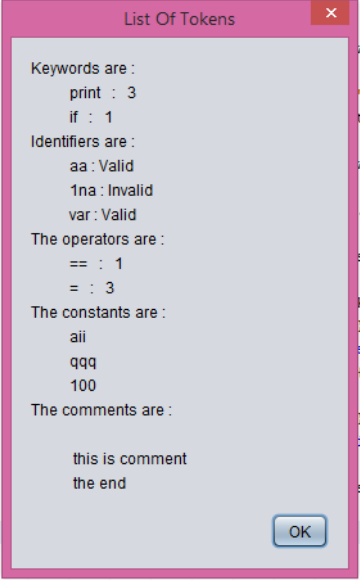 List Of Tokens
Keywords are :
print : 3
if : 1
Identifiers are :
aa : Valid
1na : Invalid
var : Valid
The operators are :
== : 1
= : 3
The constants are :
aii
qqq
100
The comments are :
this is comment
the end
OK